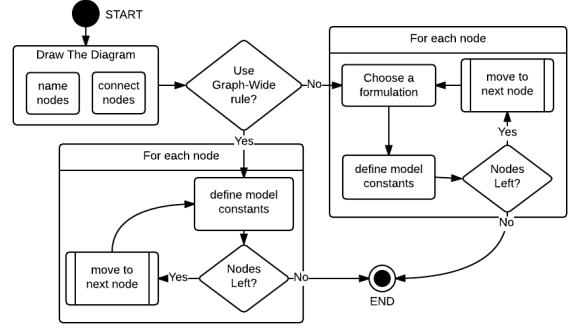 START
Draw The Diagram
name
nodes
connect
nodes
Use
Graph-Wide
rule?
No
Yes
For each node
Choose a
formulation
move to
next node
Yes
define model
constants
Nodes
Left?
No
For each node
define model
constants
Nodes
Left?
Yes
move to
next node
No
END